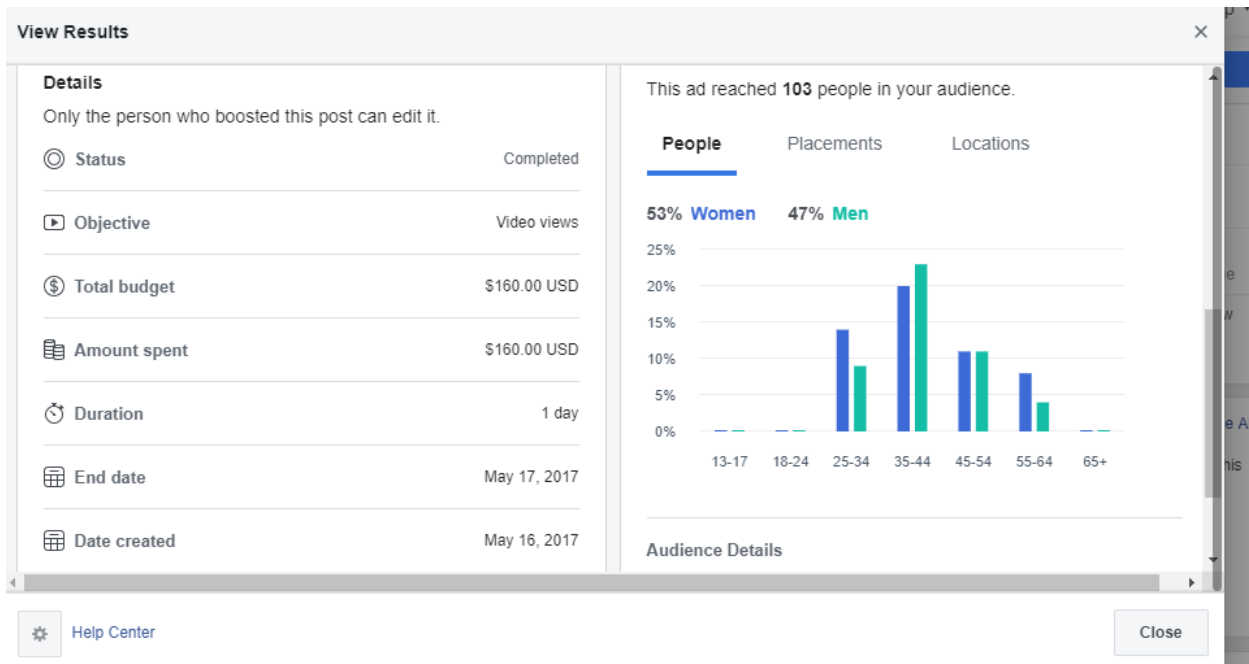 View Results
Details
Only the person who boosted this post can edit it.
Status Completed
Objective Video views
Total budget $160.00 USD
Amount spent $160.00 USD
Duration 1 day
End date May 17, 2017
Date created May 16, 2017
This ad reached 103 people in your audience.
People Placements Locations
53% Women 47% Men
25%
20%
15%
10%
5%
0%
13-17 18-24 25-34 35-44 45-54 55-64 65+
Audience Details
Help Center
Close